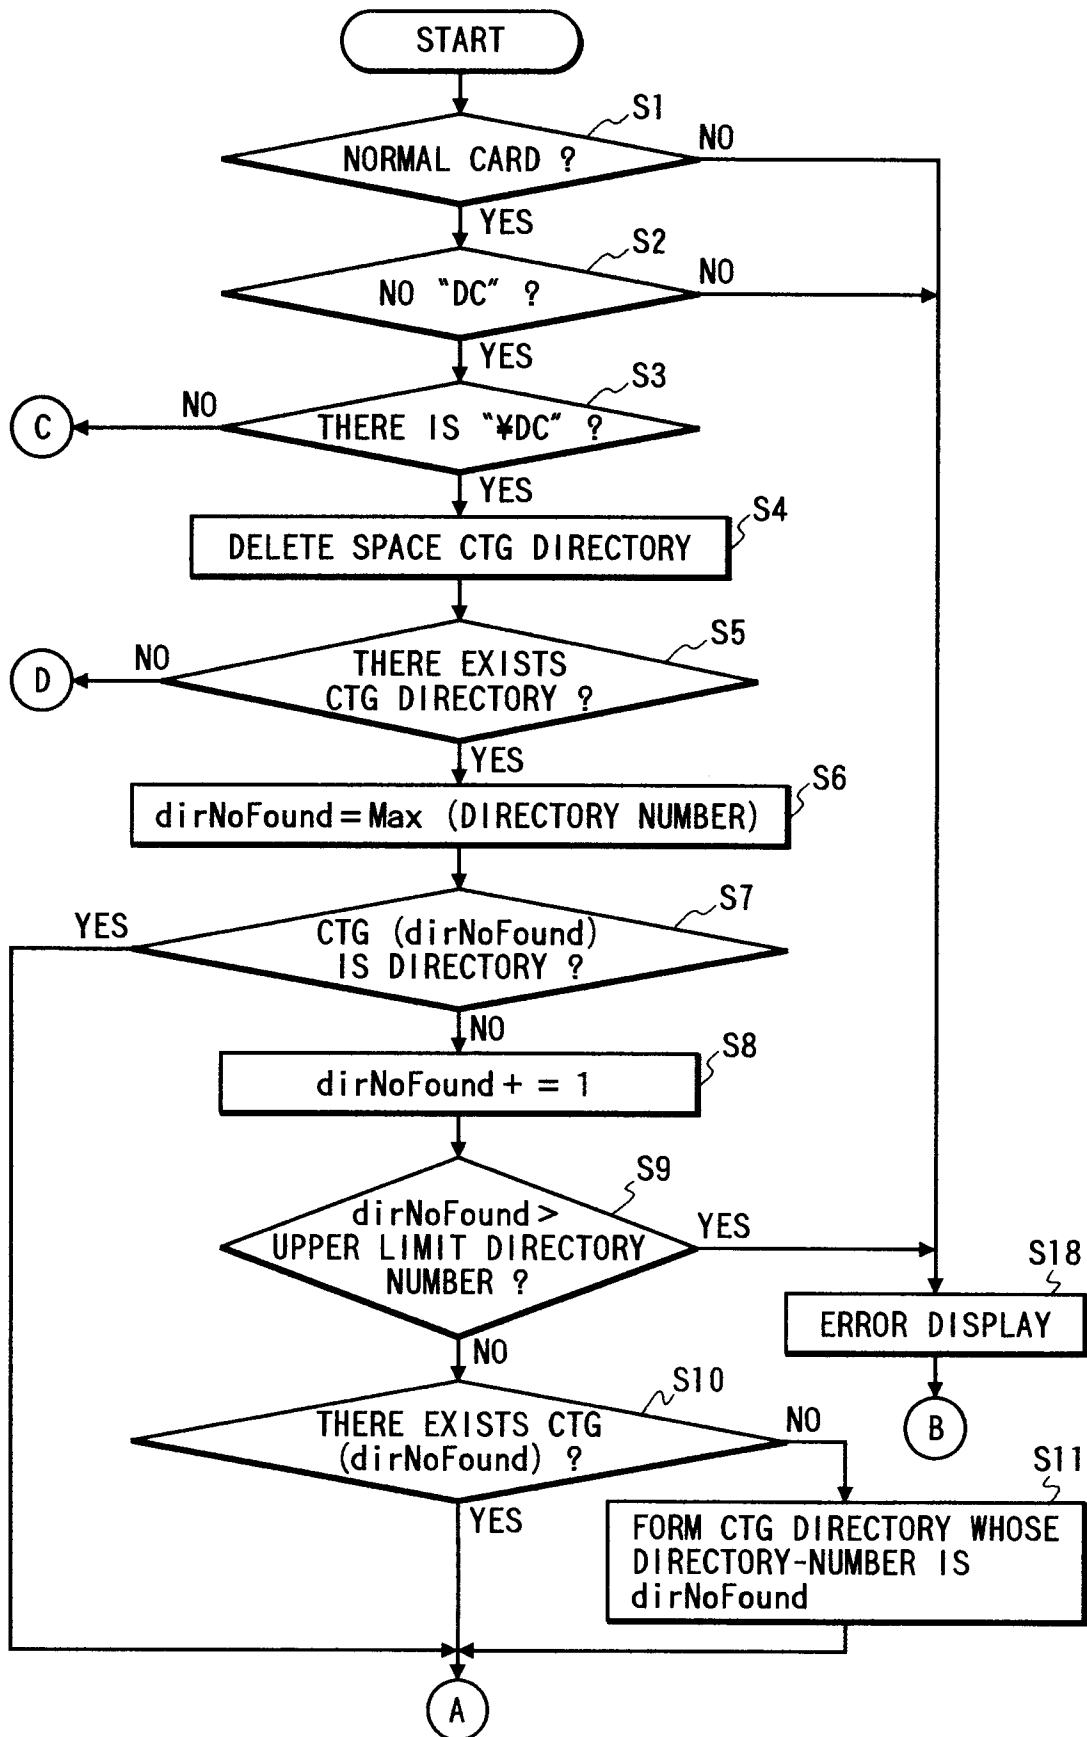 START
S1
NORMAL CARD ?
NO
YES
S2
NO "DC" ?
NO
YES
S3
THERE IS "¥DC" ?
NO
C
YES
S4
DELETE SPACE CTG DIRECTORY
S5
THERE EXISTS
CTG DIRECTORY ?
NO
D
YES
S6
dirNoFound=Max (DIRECTORY NUMBER)
S7
YES
CTG (dirNoFound)
IS DIRECTORY ?
NO
S8
dirNoFound+ = 1
S9
dirNoFound>
UPPER LIMIT DIRECTORY
NUMBER ?
YES
S18
ERROR DISPLAY
B
NO
S10
THERE EXISTS CTG
(dirNoFound) ?
NO
YES
S11
FORM CTG DIRECTORY WHOSE
DIRECTORY-NUMBER IS
dirNoFound
A